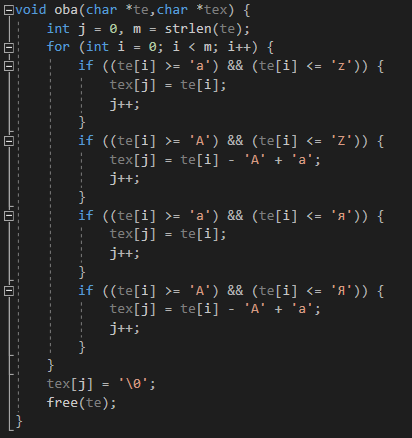 void oba(char *te,char *tex) {
    int j = 0, m = strlen(te);
    for (int i = 0; i < m; i++) {
        if ((te[i] >= 'a') && (te[i] <= 'z')) {
            tex[j] = te[i];
            j++;
        }
        if ((te[i] >= 'A') && (te[i] <= 'Z')) {
            tex[j] = te[i] - 'A' + 'a';
            j++;
        }
        if ((te[i] >= 'а') && (te[i] <= 'я')) {
            tex[j] = te[i];
            j++;
        }
        if ((te[i] >= 'А') && (te[i] <= 'Я')) {
            tex[j] = te[i] - 'А' + 'а';
            j++;
        }
    }
    tex[j] = '\0';
    free(te);
}